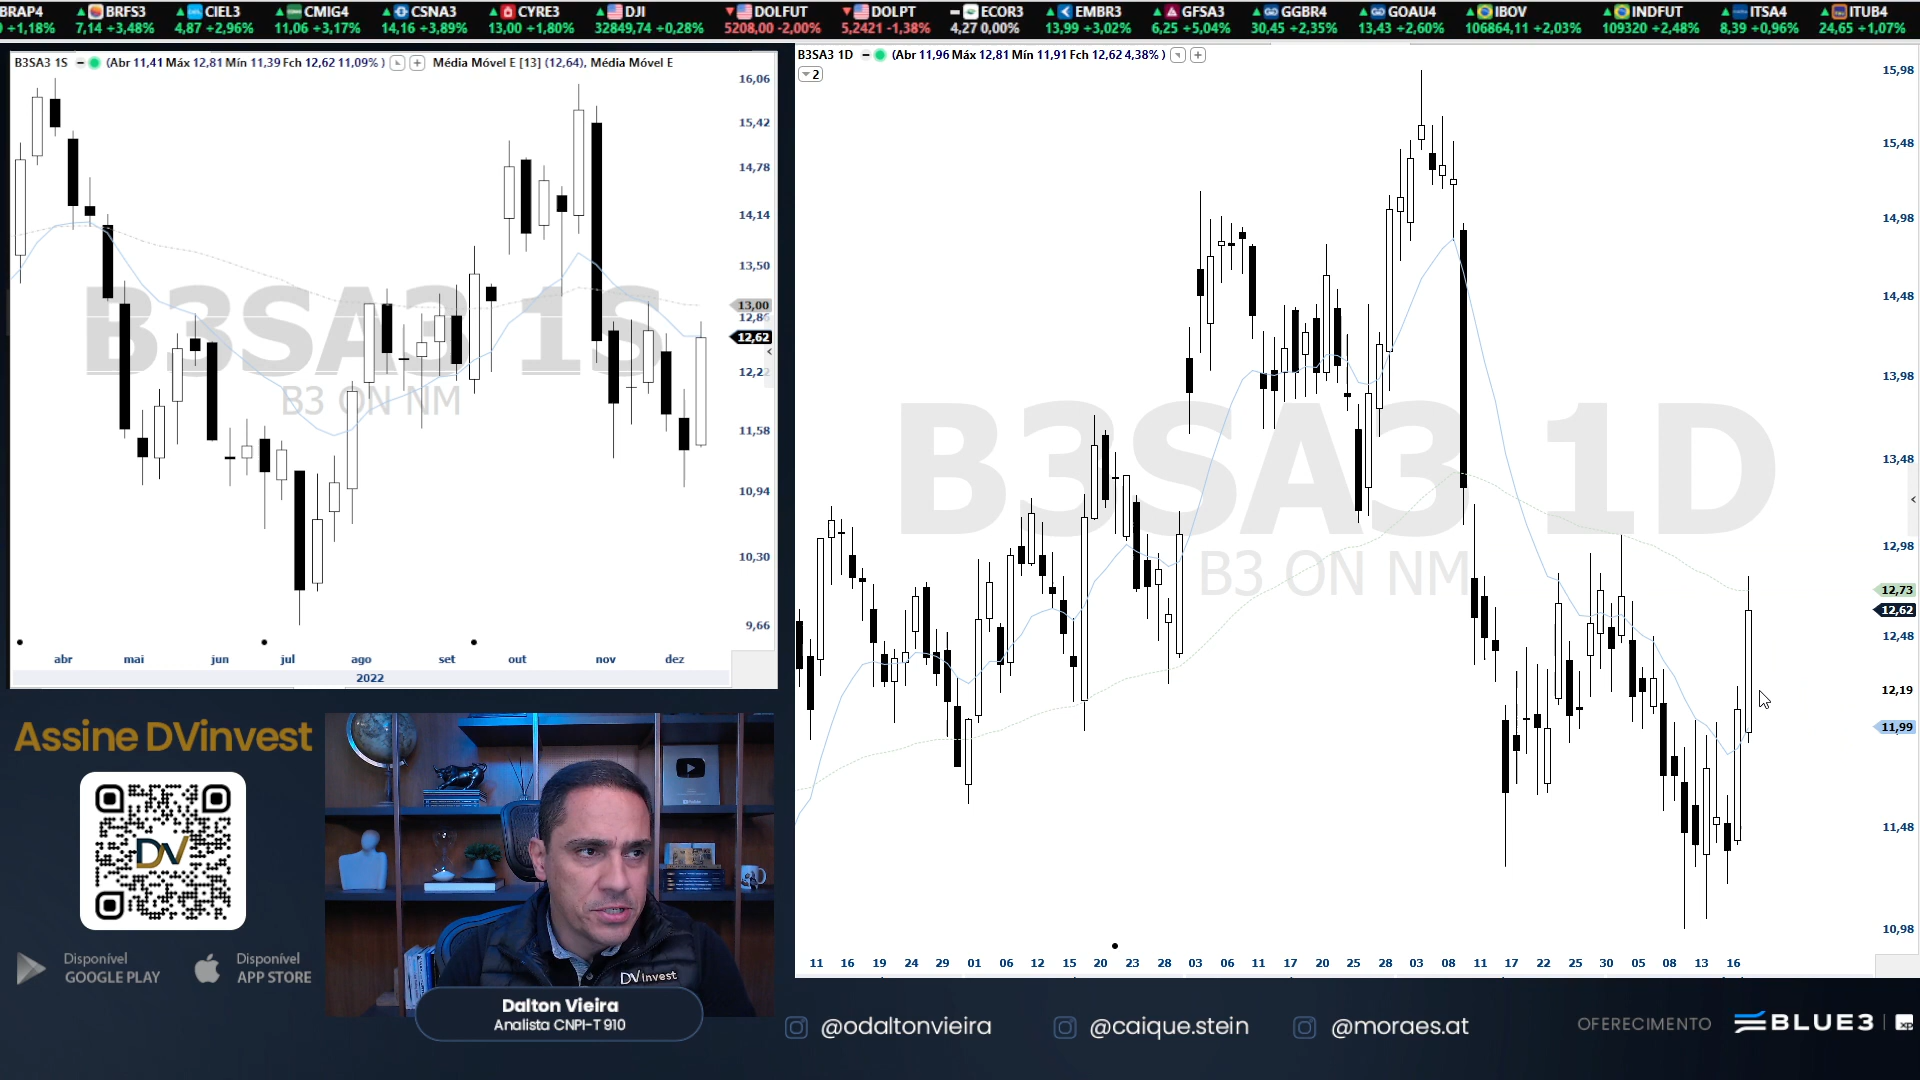 BRAP4 BRFS3 CIEL3 CMIG4 CSNA3 CYRE3 DJI DOLFUT DOLPT ECOR3 EMBR3 GFSA3 GGBR4 GOAU4 IBOV INDFUT ITSA4 ITUB4
+1,18% 7,14 +3,48% 4,87 +2,96% 11,06 +3,17% 14,16 +3,89% 13,00 +1,80% 32849,74 +0,28% 5208,00 -2,00% 5,2421 -1,38% 4,27 0,00% 13,99 +3,02% 6,25 +5,04% 30,45 +2,35% 13,43 +2,60% 106864,11 +2,03% 109320 +2,48% 8,39 +0,96% 24,65 +1,07%
B3SA3 1S (Abr 11,41 Máx 12,81 Mín 11,39 Fch 12,62 11,09% ) Média Móvel E [13] (12,64), Média Móvel E
16,06
15,42
14,78
14,14
13,50
13,00
12,86
12,62
12,22
11,58
10,94
10,30
9,66
B3SA3 1S
B3 ON NM
abr mai jun jul ago set out nov dez
2022
B3SA3 1D (Abr 11,96 Máx 12,81 Mín 11,91 Fch 12,62 4,38% )
2
15,98
15,48
14,98
14,48
13,98
13,48
12,98
12,73
12,62
12,48
12,19
11,99
11,48
10,98
B3SA3 1D
B3 ON NM
11 16 19 24 29 01 06 12 15 20 23 28 03 06 11 17 20 25 28 03 08 11 17 22 25 30 05 08 13 16
Assine DVinvest
DV
Disponível
GOOGLE PLAY
Disponível
APP STORE
DVinvest
Dalton Vieira
Analista CNPI-T 910
@odaltonvieira
@caique.stein
@moraes.at
OFERECIMENTO
BLUE3
xp